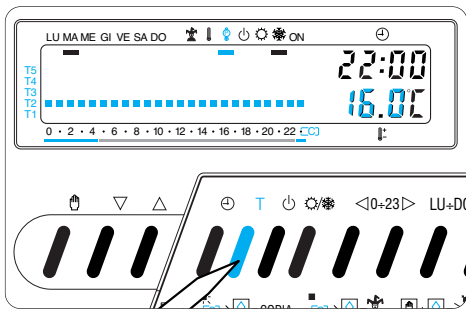 LU MA ME GI VE SA DO ON
22:00
T5
T4
T3
T2
T1
16.0°C
0 · 2 · 4 · 6 · 8 · 10 · 12 · 14 · 16 · 18 · 20 · 22 · [°C]
T 0÷23 LU÷DO
COPIA